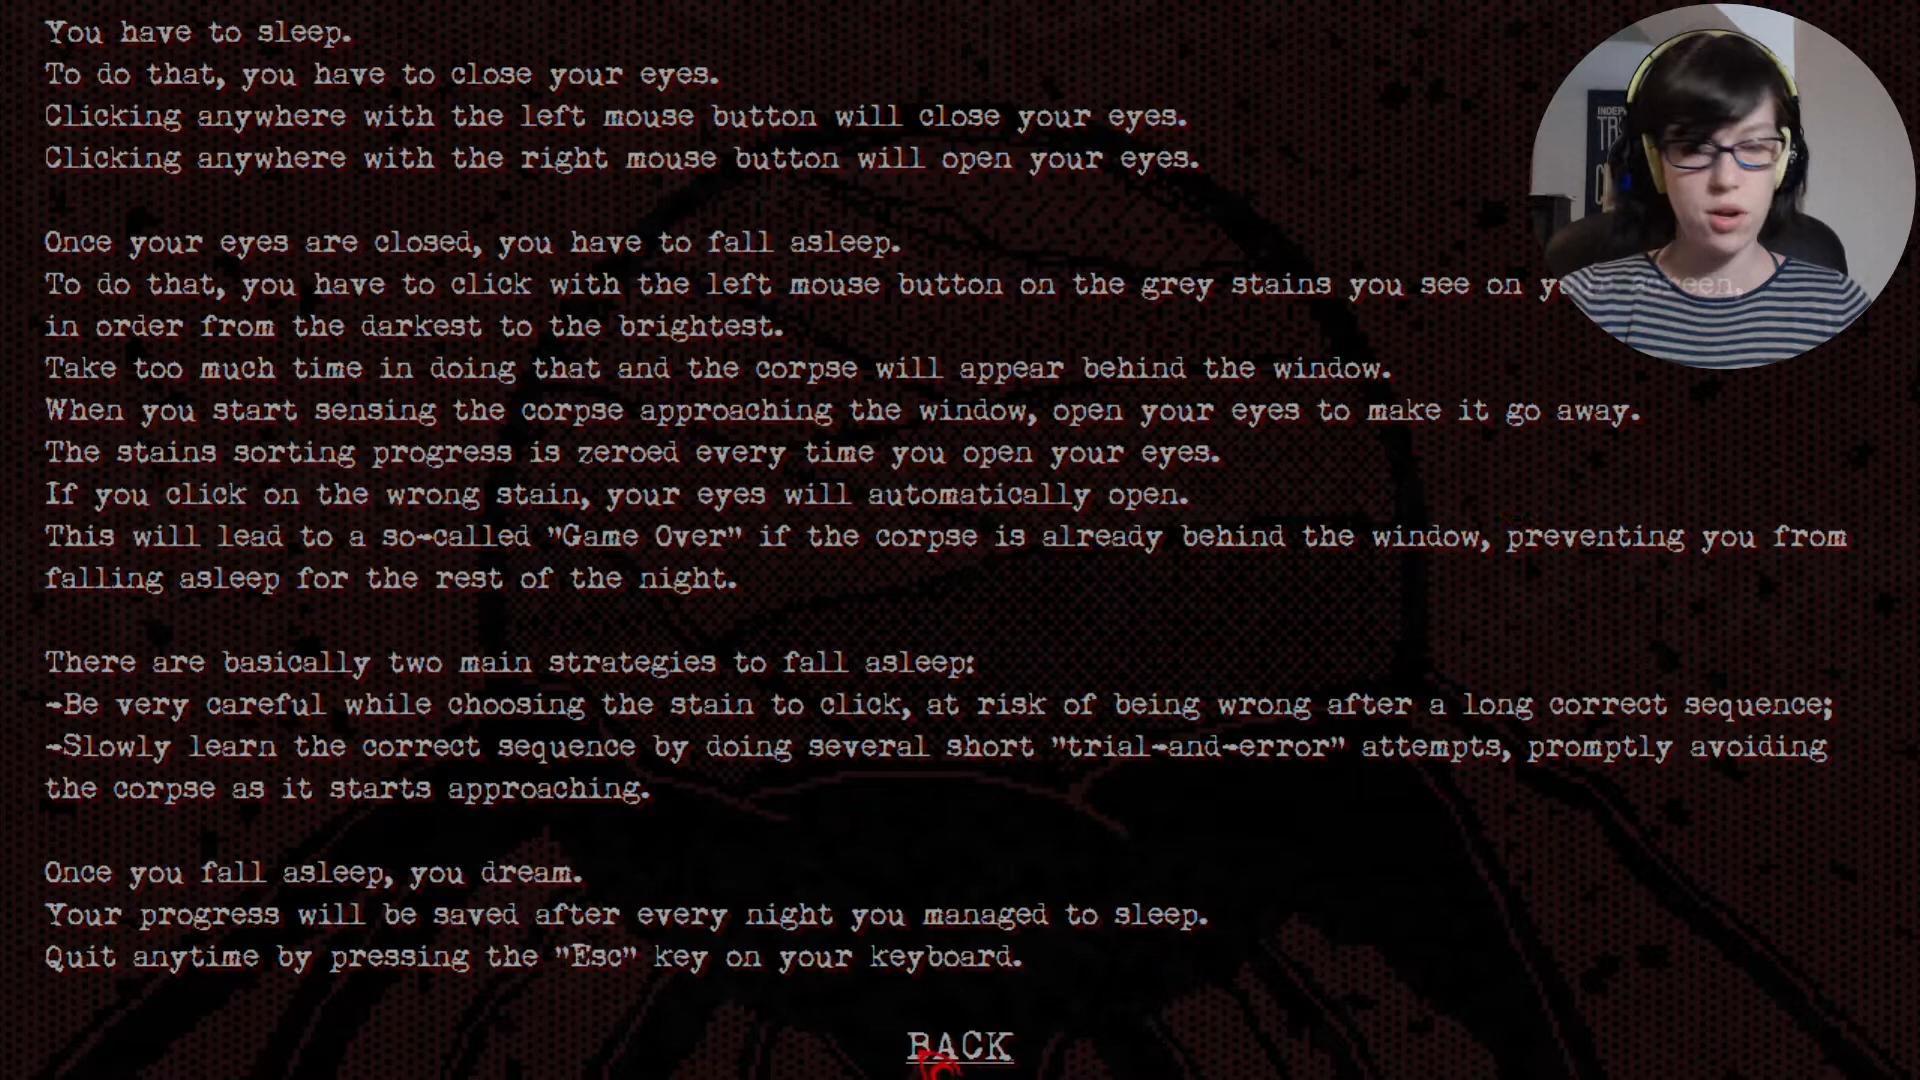 You have to sleep.
To do that, you have to close your eyes.
Clicking anywhere with the left mouse button will close your eyes.
Clicking anywhere with the right mouse button will open your eyes.
Once your eyes are closed, you have to fall asleep.
To do that, you have to click with the left mouse button on the grey stains you see on your screen,
in order from the darkest to the brightest.
Take too much time in doing that and the corpse will appear behind the window.
When you start sensing the corpse approaching the window, open your eyes to make it go away.
The stains sorting progress is zeroed every time you open your eyes.
If you click on the wrong stain, your eyes will automatically open.
This will lead to a so-called "Game Over" if the corpse is already behind the window, preventing you from
falling asleep for the rest of the night.
There are basically two main strategies to fall asleep:
-Be very careful while choosing the stain to click, at risk of being wrong after a long correct sequence;
-Slowly learn the correct sequence by doing several short "trial-and-error" attempts, promptly avoiding
the corpse as it starts approaching.
Once you fall asleep, you dream.
Your progress will be saved after every night you managed to sleep.
Quit anytime by pressing the "Esc" key on your keyboard.
BACK